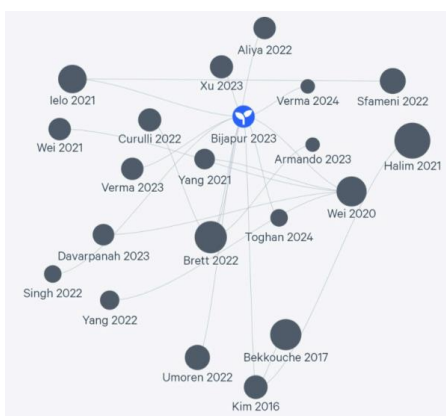 Aliya 2022
Xu 2023
Ielo 2021
Verma 2024
Sfameni 2022
Wei 2021
Curulli 2022
Bijapur 2023
Armando 2023
Halim 2021
Verma 2023
Yang 2021
Wei 2020
Toghan 2024
Davarpanah 2023
Brett 2022
Singh 2022
Yang 2022
Bekkouche 2017
Umoren 2022
Kim 2016